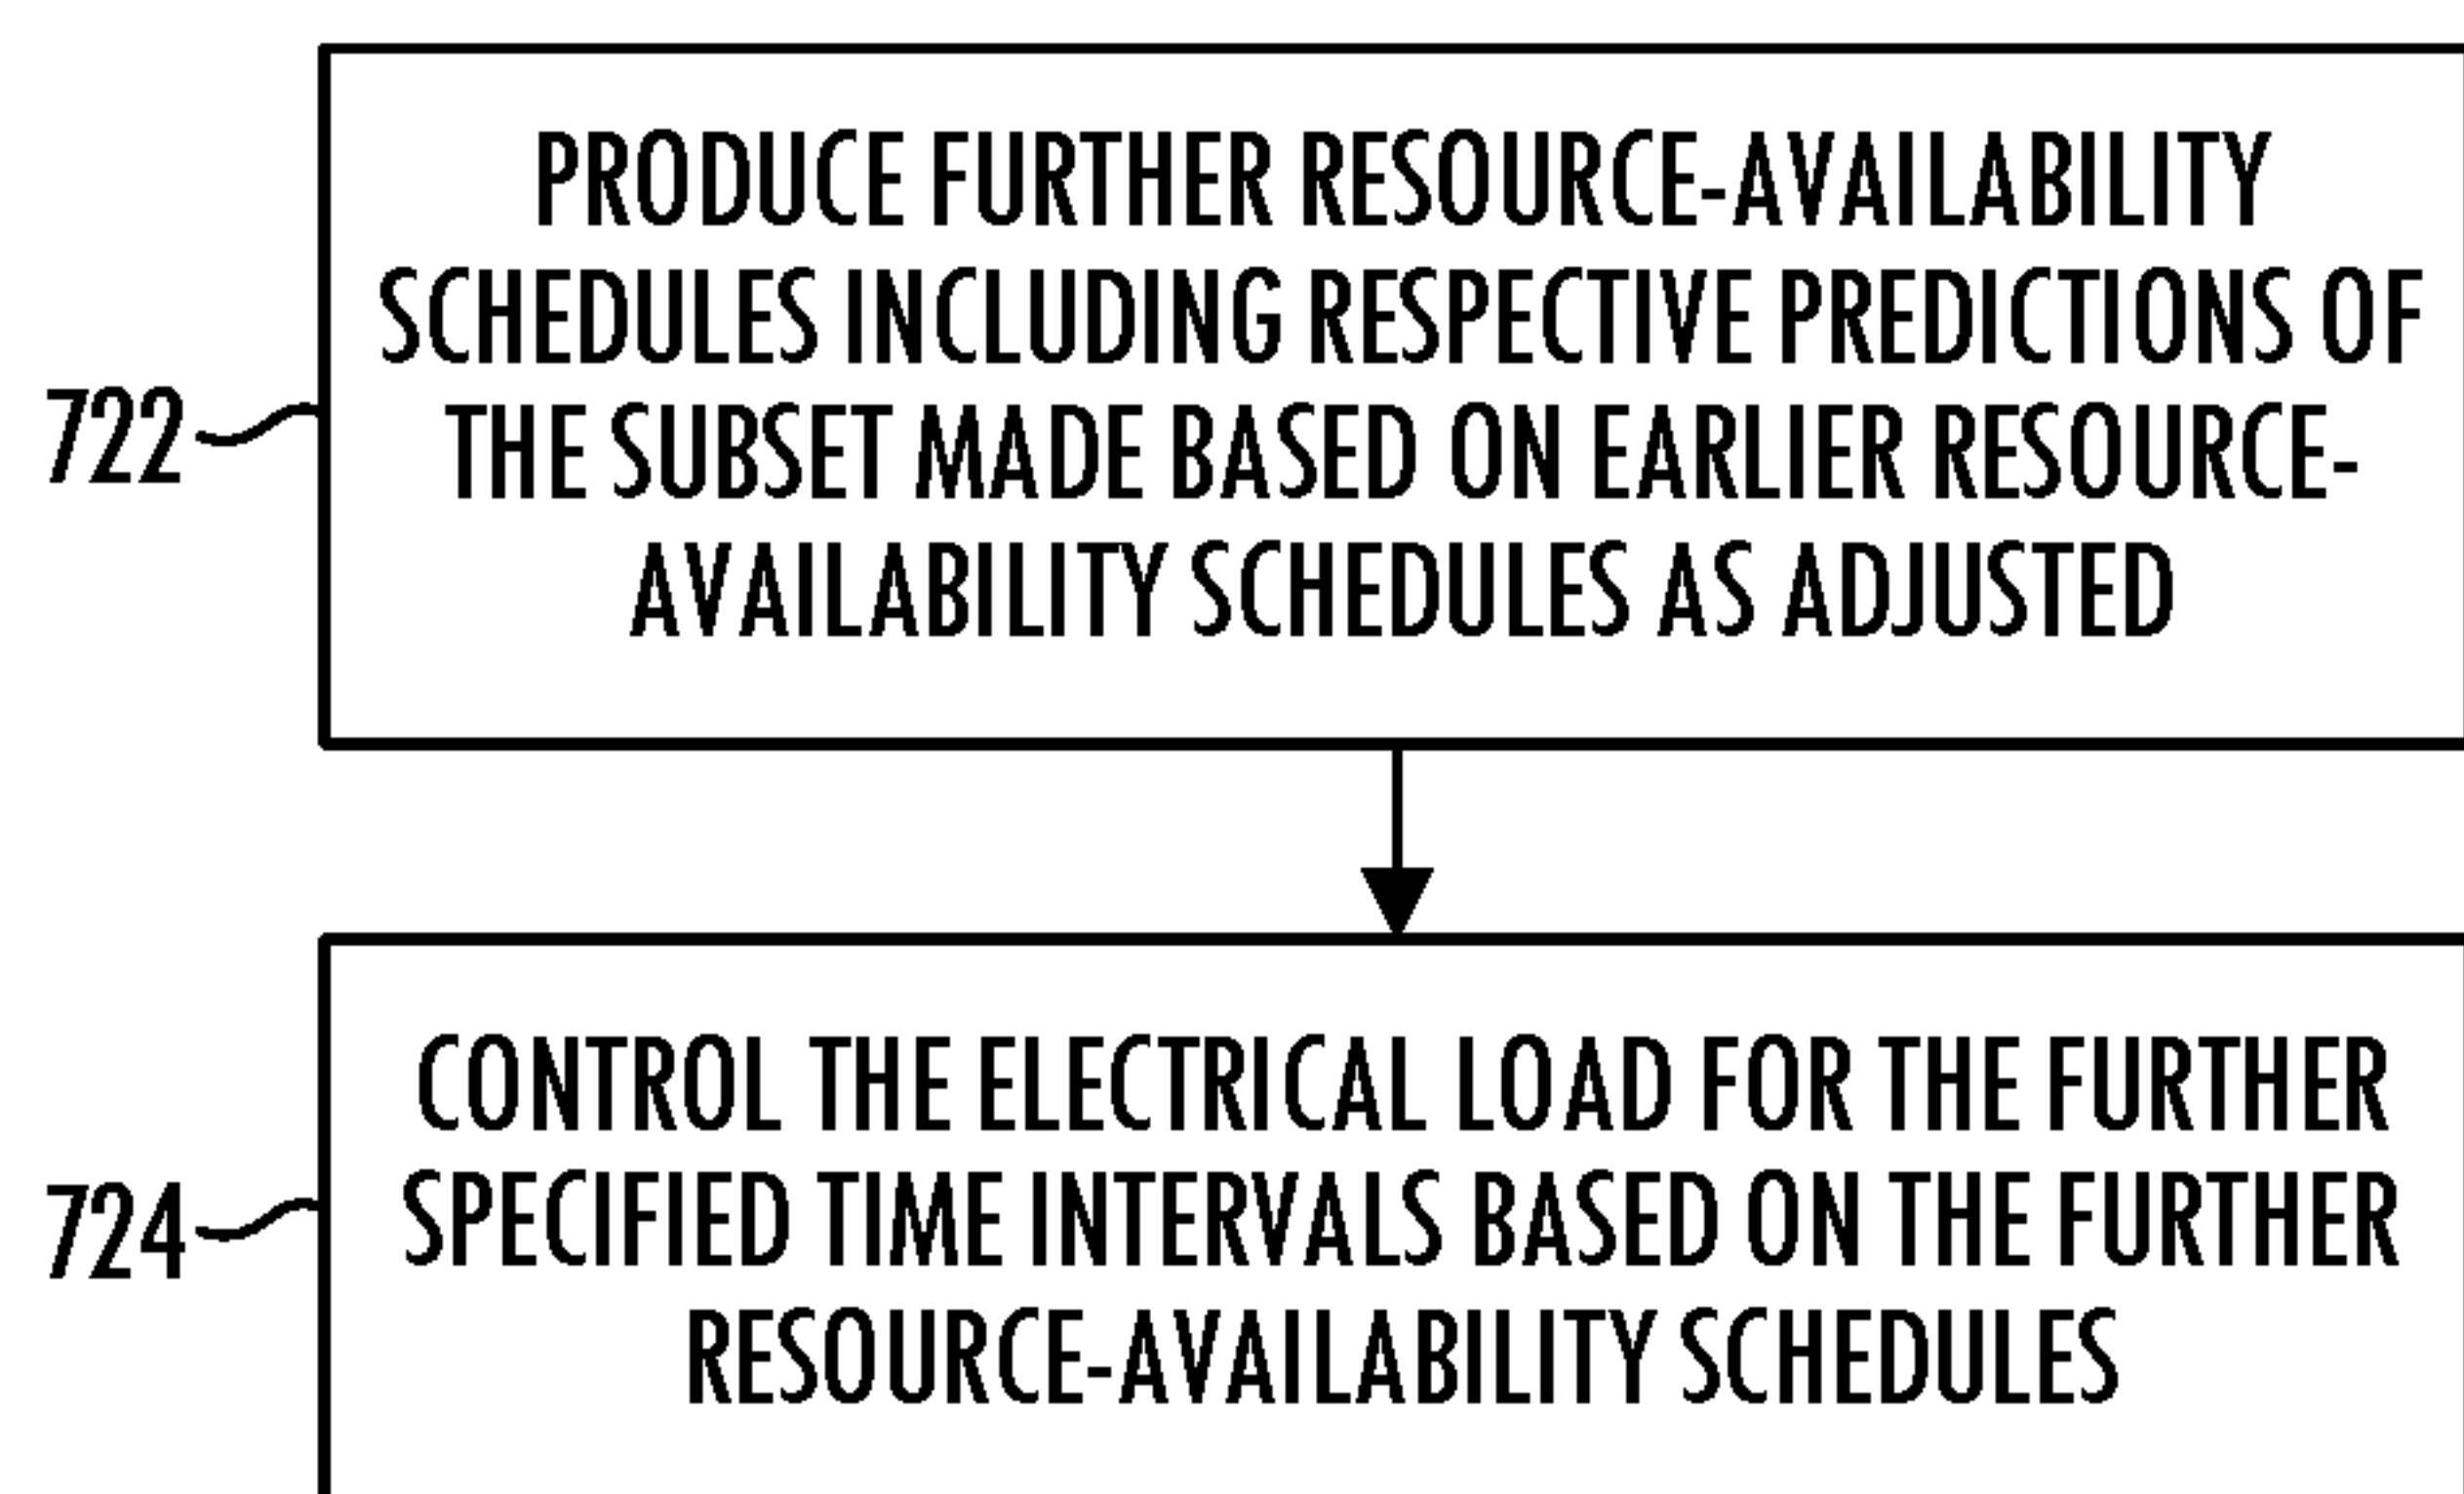 PRODUCE FURTHER RESOURCE-AVAILABILITY
SCHEDULES INCLUDING RESPECTIVE PREDICTIONS OF
THE SUBSET MADE BASED ON EARLIER RESOURCE-
AVAILABILITY SCHEDULES AS ADJUSTED
722
CONTROL THE ELECTRICAL LOAD FOR THE FURTHER
SPECIFIED TIME INTERVALS BASED ON THE FURTHER
RESOURCE-AVAILABILITY SCHEDULES
724